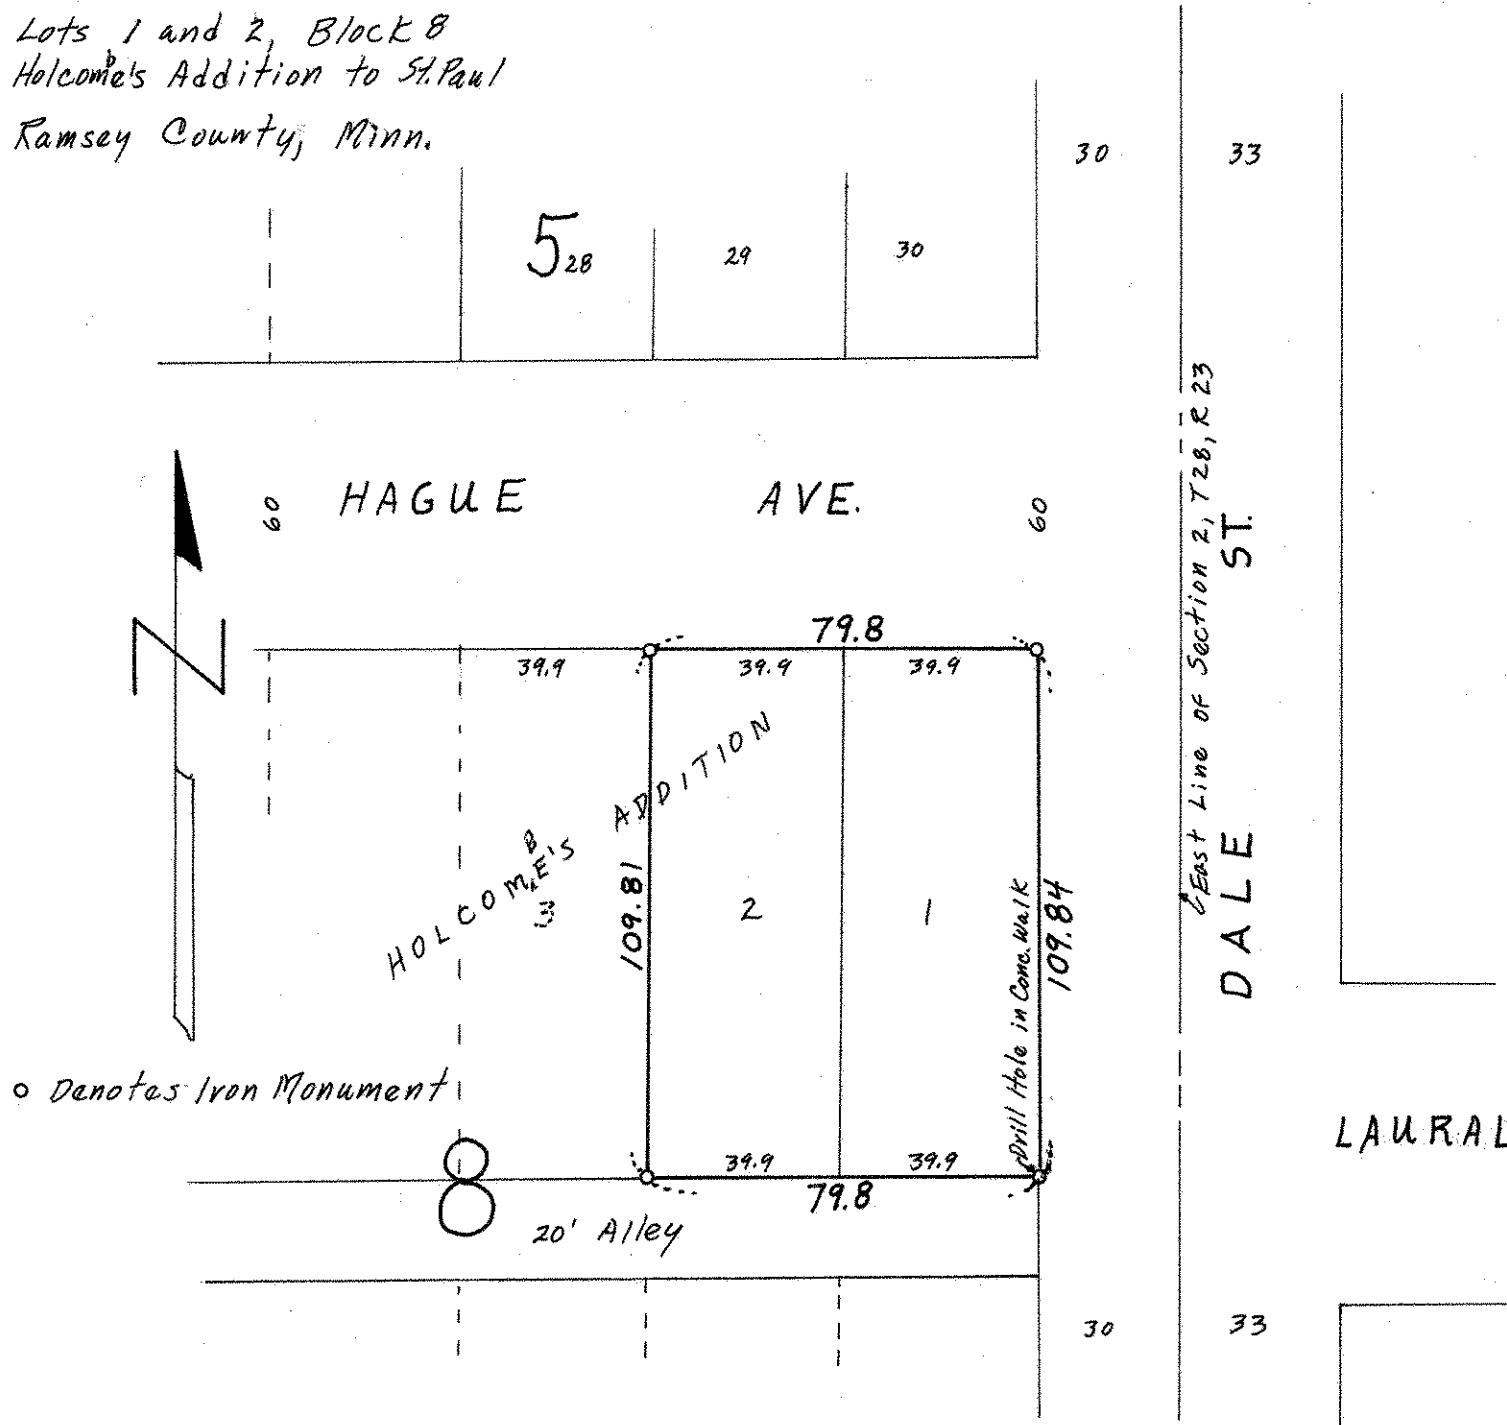 Lots 1 and 2, Block 8
Holcombe's Addition to St. Paul
Ramsey County, Minn.
30
33
5
28
29
30
HAGUE AVE.
60
60
East Line of Section 2, T28, R 23
DALE ST.
79.8
39.9
39.9
39.9
HOLCOMBE'S ADDITION
3
2
1
109.81
109.84
Drill Hole in Conc. Walk
N
o Denotes Iron Monument
LAURAL
8
39.9
39.9
79.8
20' Alley
30
33